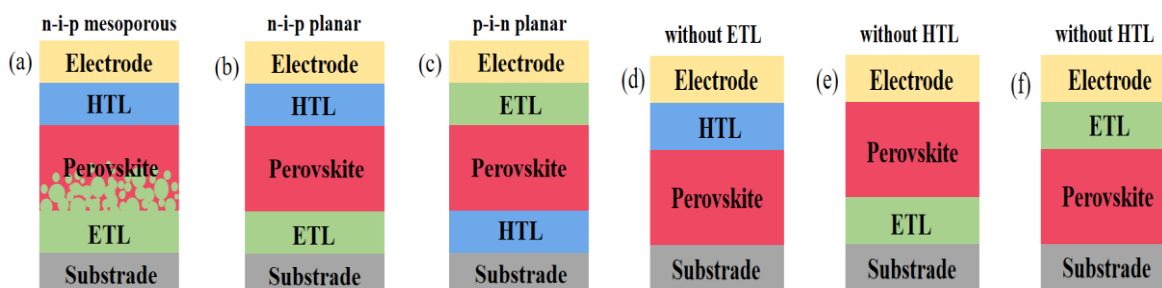 n-i-p mesoporous
(a)
Electrode
HTL
Perovskite
ETL
Substrade
n-i-p planar
(b)
Electrode
HTL
Perovskite
ETL
Substrade
p-i-n planar
(c)
Electrode
ETL
Perovskite
HTL
Substrade
without ETL
(d)
Electrode
HTL
Perovskite
Substrade
without HTL
(e)
Electrode
Perovskite
ETL
Substrade
without HTL
(f)
Electrode
ETL
Perovskite
Substrade